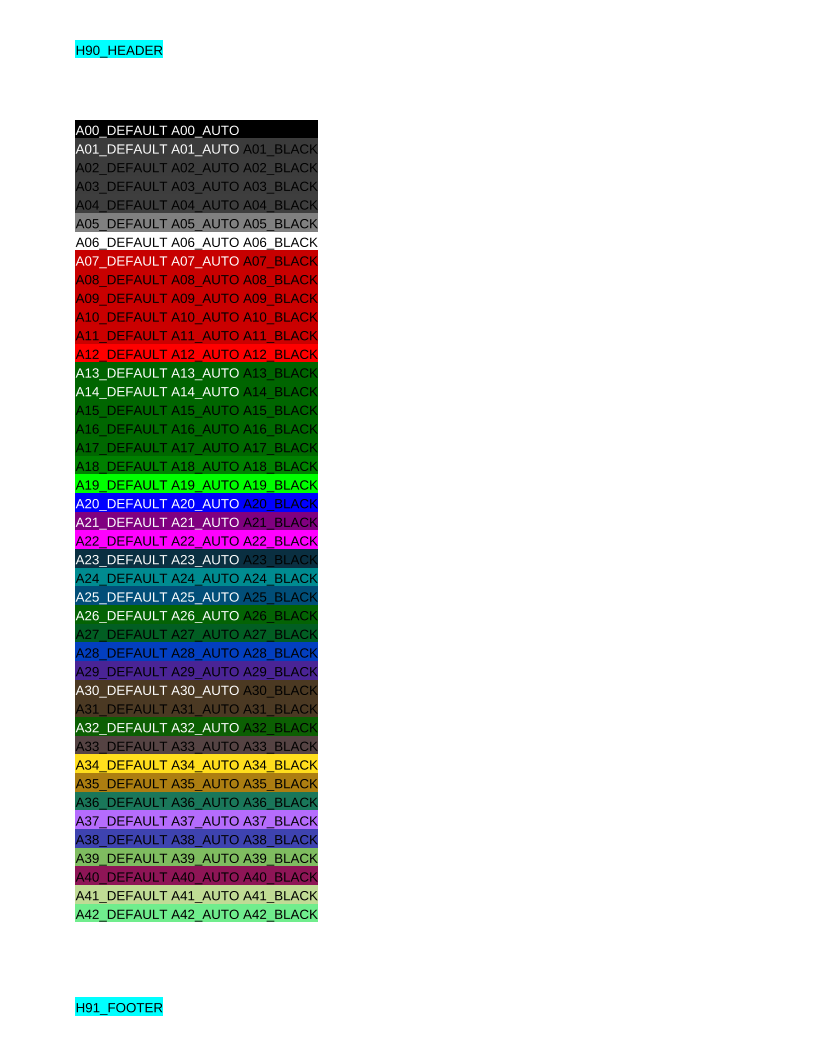 H90_HEADER
A00_DEFAULT A00_AUTO
A01_DEFAULT A01_AUTO A01_BLACK
A02_DEFAULT A02_AUTO A02_BLACK
A03_DEFAULT A03_AUTO A03_BLACK
A04_DEFAULT A04_AUTO A04_BLACK
A05_DEFAULT A05_AUTO A05_BLACK
A06_DEFAULT A06_AUTO A06_BLACK
A07_DEFAULT A07_AUTO A07_BLACK
A08_DEFAULT A08_AUTO A08_BLACK
A09_DEFAULT A09_AUTO A09_BLACK
A10_DEFAULT A10_AUTO A10_BLACK
A11_DEFAULT A11_AUTO A11_BLACK
A12_DEFAULT A12_AUTO A12_BLACK
A13_DEFAULT A13_AUTO A13_BLACK
A14_DEFAULT A14_AUTO A14_BLACK
A15_DEFAULT A15_AUTO A15_BLACK
A16_DEFAULT A16_AUTO A16_BLACK
A17_DEFAULT A17_AUTO A17_BLACK
A18_DEFAULT A18_AUTO A18_BLACK
A19_DEFAULT A19_AUTO A19_BLACK
A20_DEFAULT A20_AUTO A20_BLACK
A21_DEFAULT A21_AUTO A21_BLACK
A22_DEFAULT A22_AUTO A22_BLACK
A23_DEFAULT A23_AUTO A23_BLACK
A24_DEFAULT A24_AUTO A24_BLACK
A25_DEFAULT A25_AUTO A25_BLACK
A26_DEFAULT A26_AUTO A26_BLACK
A27_DEFAULT A27_AUTO A27_BLACK
A28_DEFAULT A28_AUTO A28_BLACK
A29_DEFAULT A29_AUTO A29_BLACK
A30_DEFAULT A30_AUTO A30_BLACK
A31_DEFAULT A31_AUTO A31_BLACK
A32_DEFAULT A32_AUTO A32_BLACK
A33_DEFAULT A33_AUTO A33_BLACK
A34_DEFAULT A34_AUTO A34_BLACK
A35_DEFAULT A35_AUTO A35_BLACK
A36_DEFAULT A36_AUTO A36_BLACK
A37_DEFAULT A37_AUTO A37_BLACK
A38_DEFAULT A38_AUTO A38_BLACK
A39_DEFAULT A39_AUTO A39_BLACK
A40_DEFAULT A40_AUTO A40_BLACK
A41_DEFAULT A41_AUTO A41_BLACK
A42_DEFAULT A42_AUTO A42_BLACK
H91_FOOTER